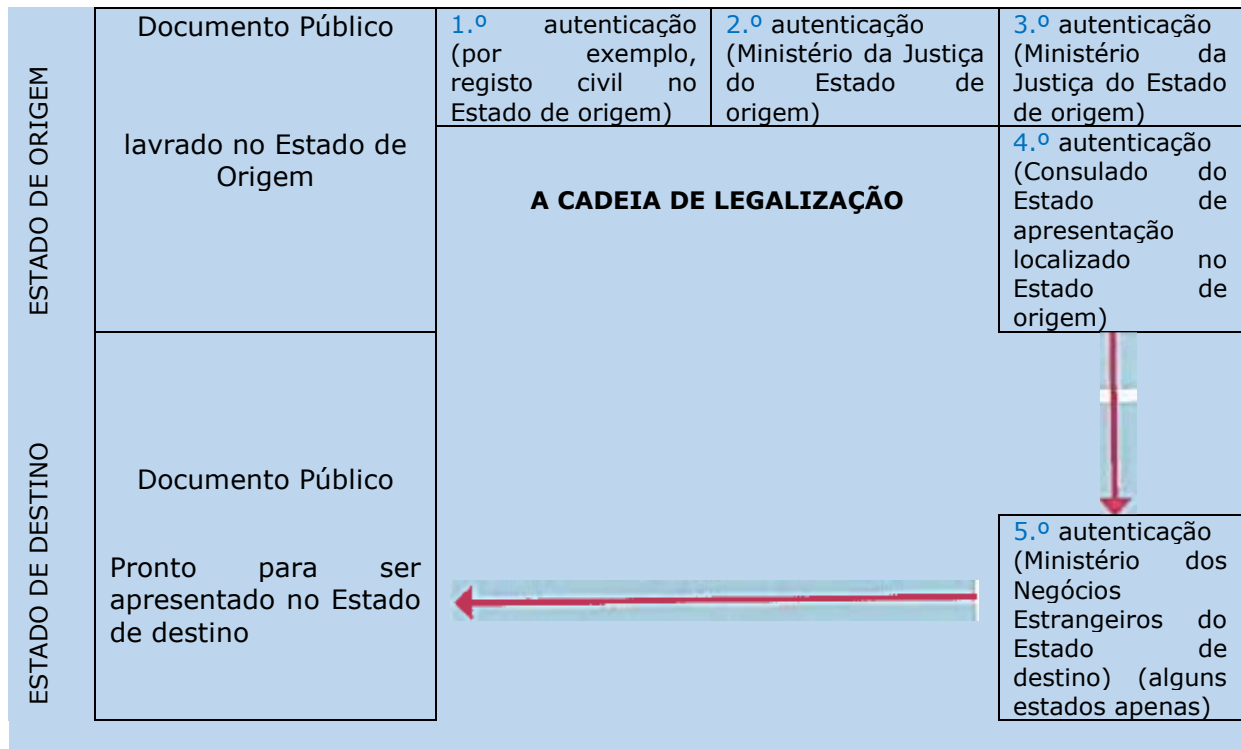 ESTADO DE ORIGEM
Documento Público
lavrado no Estado de
Origem
1.º autenticação
(por exemplo,
registo civil no
Estado de origem)
2.º autenticação
(Ministério da Justiça
do Estado de
origem)
3.º autenticação
(Ministério da
Justiça do Estado
de origem)
A CADEIA DE LEGALIZAÇÃO
4.º autenticação
(Consulado do
Estado de
apresentação
localizado no
Estado de
origem)
ESTADO DE DESTINO
Documento Público
Pronto para ser
apresentado no Estado
de destino
5.º autenticação
(Ministério dos
Negócios
Estrangeiros do
Estado de
destino) (alguns
estados apenas)